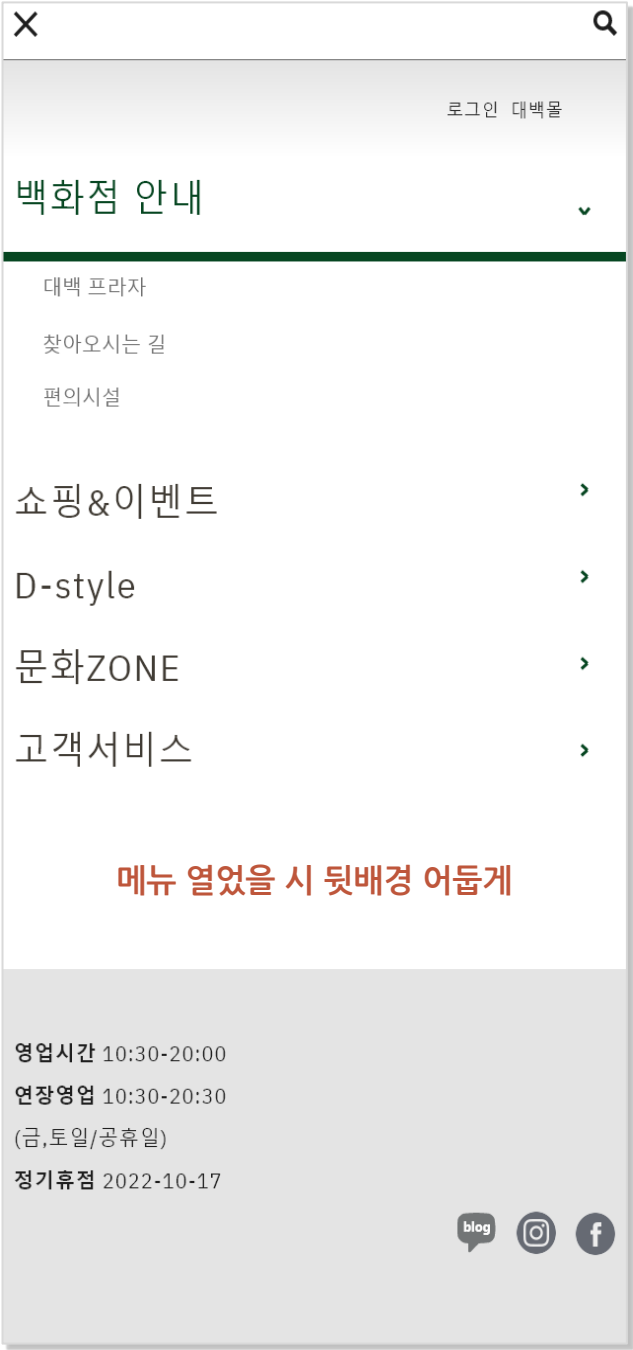 로그인 대백몰
백화점 안내
대백 프라자
찾아오시는 길
편의시설
쇼핑&이벤트
D-style
문화ZONE
고객서비스
메뉴 열었을 시 뒷배경 어둡게
영업시간 10:30-20:00
연장영업 10:30-20:30
(금,토일/공휴일)
정기휴점 2022-10-17
blog